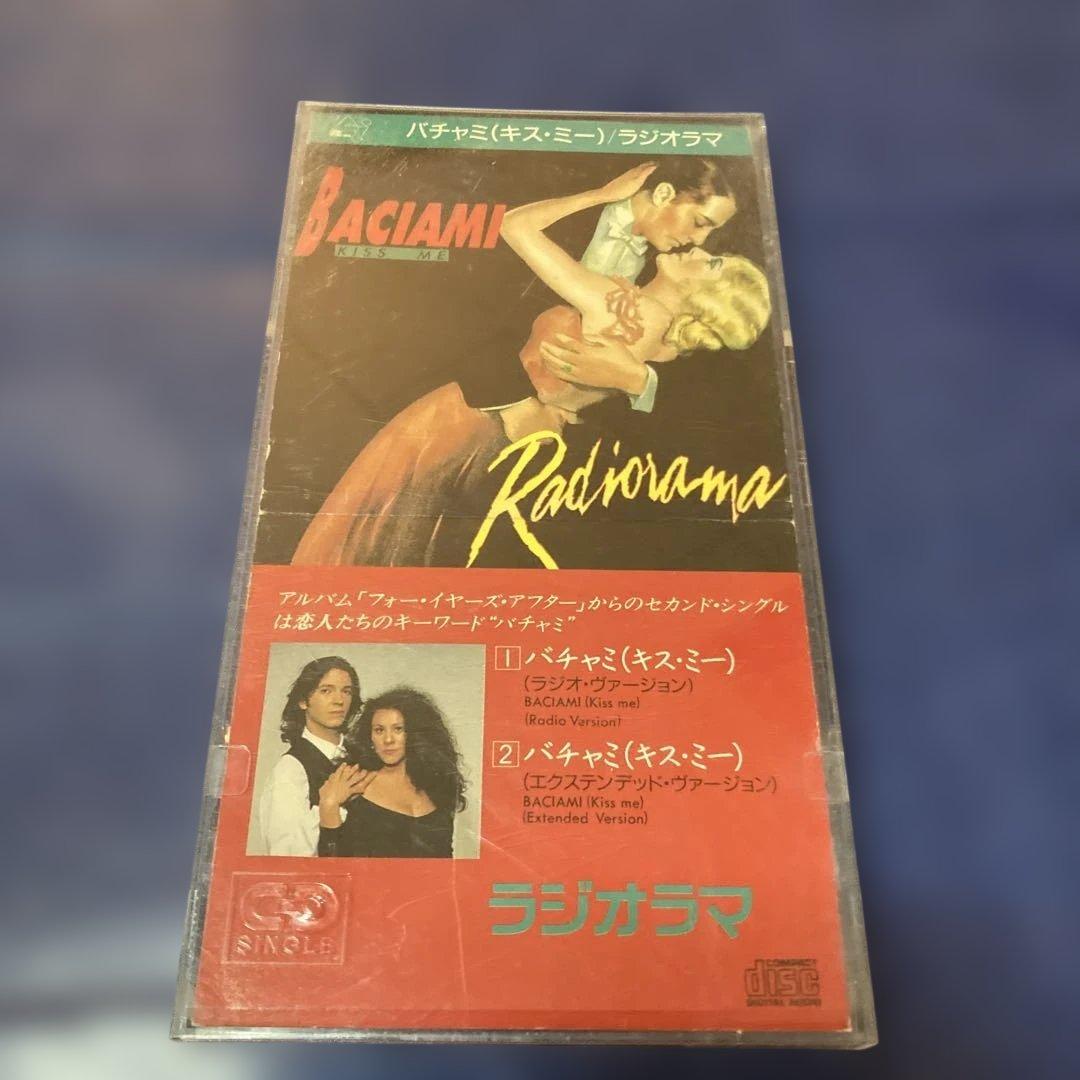 バチャミ(キス・ミー)/ラジオラマ
BACIAMI
KISS ME
Radiorama
アルバム「フォー・イヤーズ・アフター」からのセカンド・シングル
は恋人たちのキーワード“バチャミ”
1 バチャミ(キス・ミー)
(ラジオ・ヴァージョン)
BACIAMI (Kiss me)
(Radio Version)
2 バチャミ(キス・ミー)
(エクステンデッド・ヴァージョン)
BACIAMI (Kiss me)
(Extended Version)
ラジオラマ
CD
SINGLE
COMPACT
disc
DIGITAL AUDIO